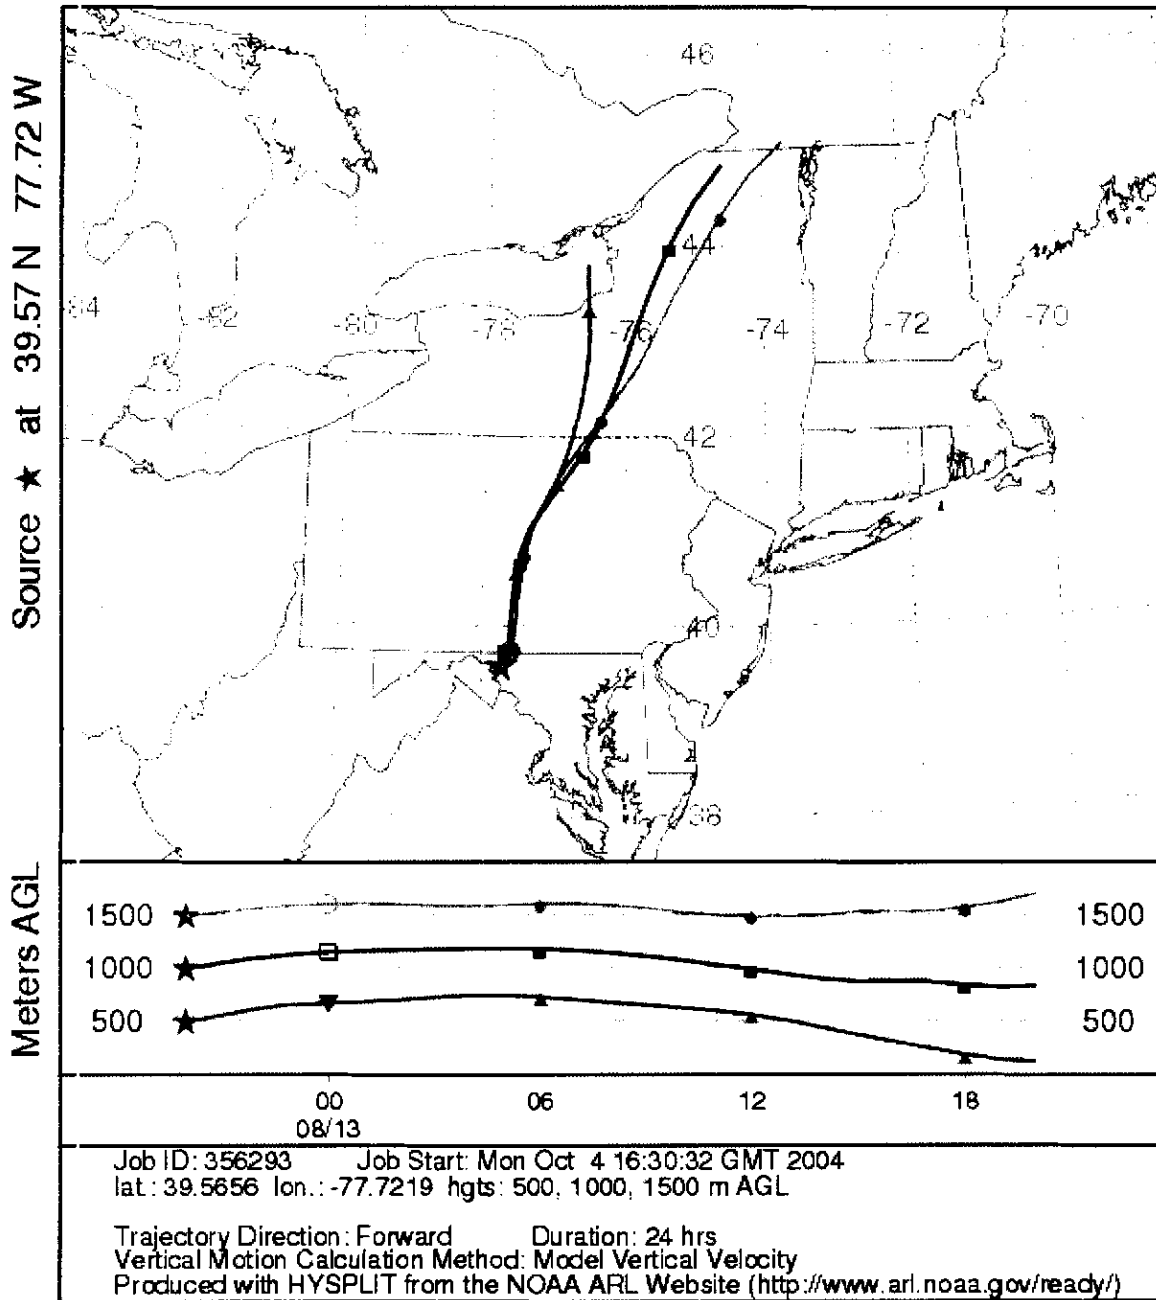 Source ★ at 39.57 N 77.72 W
46
44
-84
-82
-80
-78
-76
-74
-72
-70
42
40
38
Meters AGL
1500 1500
1000 1000
500 500
00 06 12 18
08/13
Job ID: 356293 Job Start: Mon Oct 4 16:30:32 GMT 2004
lat.: 39.5656 lon.: -77.7219 hgts: 500, 1000, 1500 m AGL
Trajectory Direction: Forward Duration: 24 hrs
Vertical Motion Calculation Method: Model Vertical Velocity
Produced with HYSPLIT from the NOAA ARL Website (http://www.arl.noaa.gov/ready/)